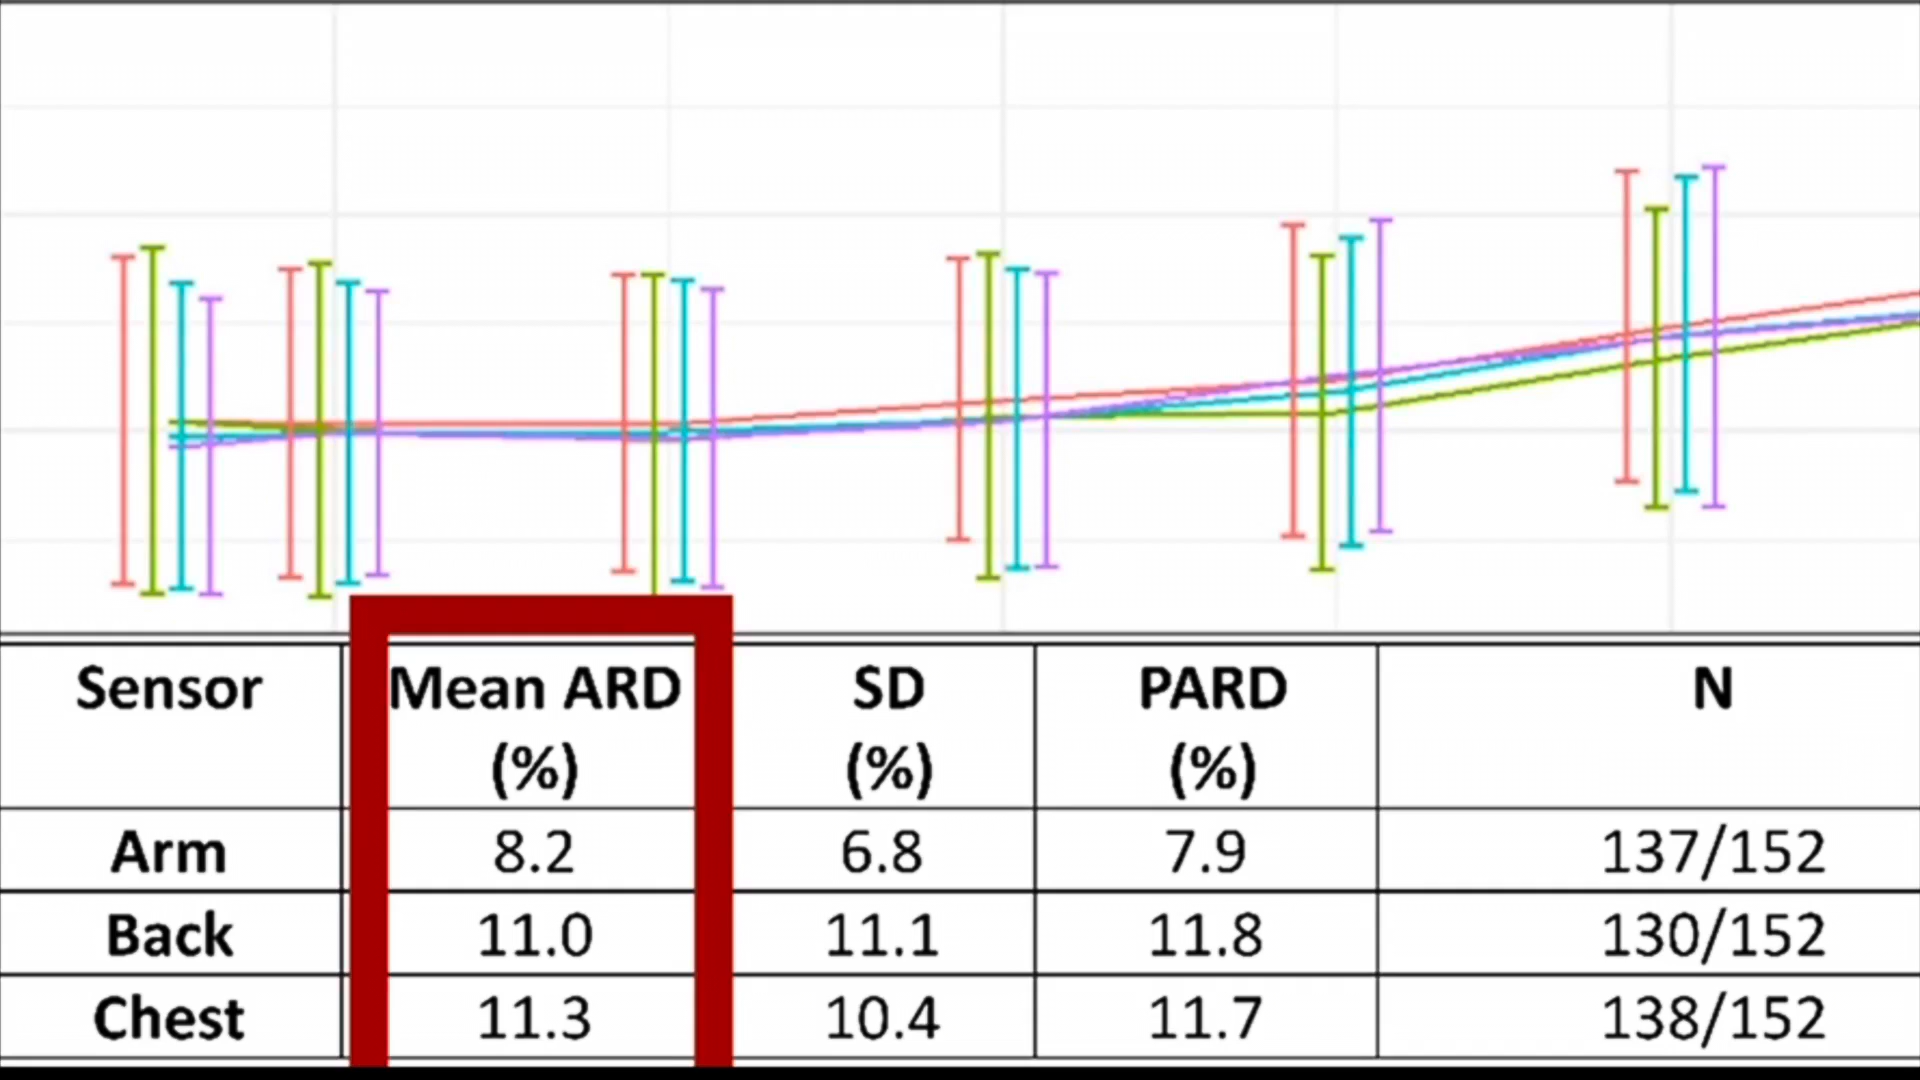 Sensor Mean ARD (%) SD (%) PARD (%) N
Arm 8.2 6.8 7.9 137/152
Back 11.0 11.1 11.8 130/152
Chest 11.3 10.4 11.7 138/152